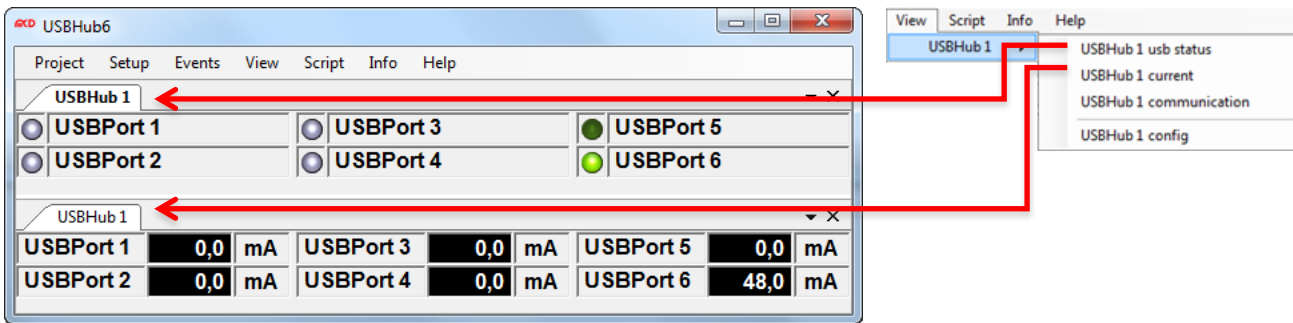 ACD USBHub6
Project Setup Events View Script Info Help
USBHub 1
USBPort 1 USBPort 3 USBPort 5
USBPort 2 USBPort 4 USBPort 6
USBHub 1
USBPort 1 0,0 mA USBPort 3 0,0 mA USBPort 5 0,0 mA
USBPort 2 0,0 mA USBPort 4 0,0 mA USBPort 6 48,0 mA
View Script Info Help
USBHub 1
USBHub 1 usb status
USBHub 1 current
USBHub 1 communication
USBHub 1 config